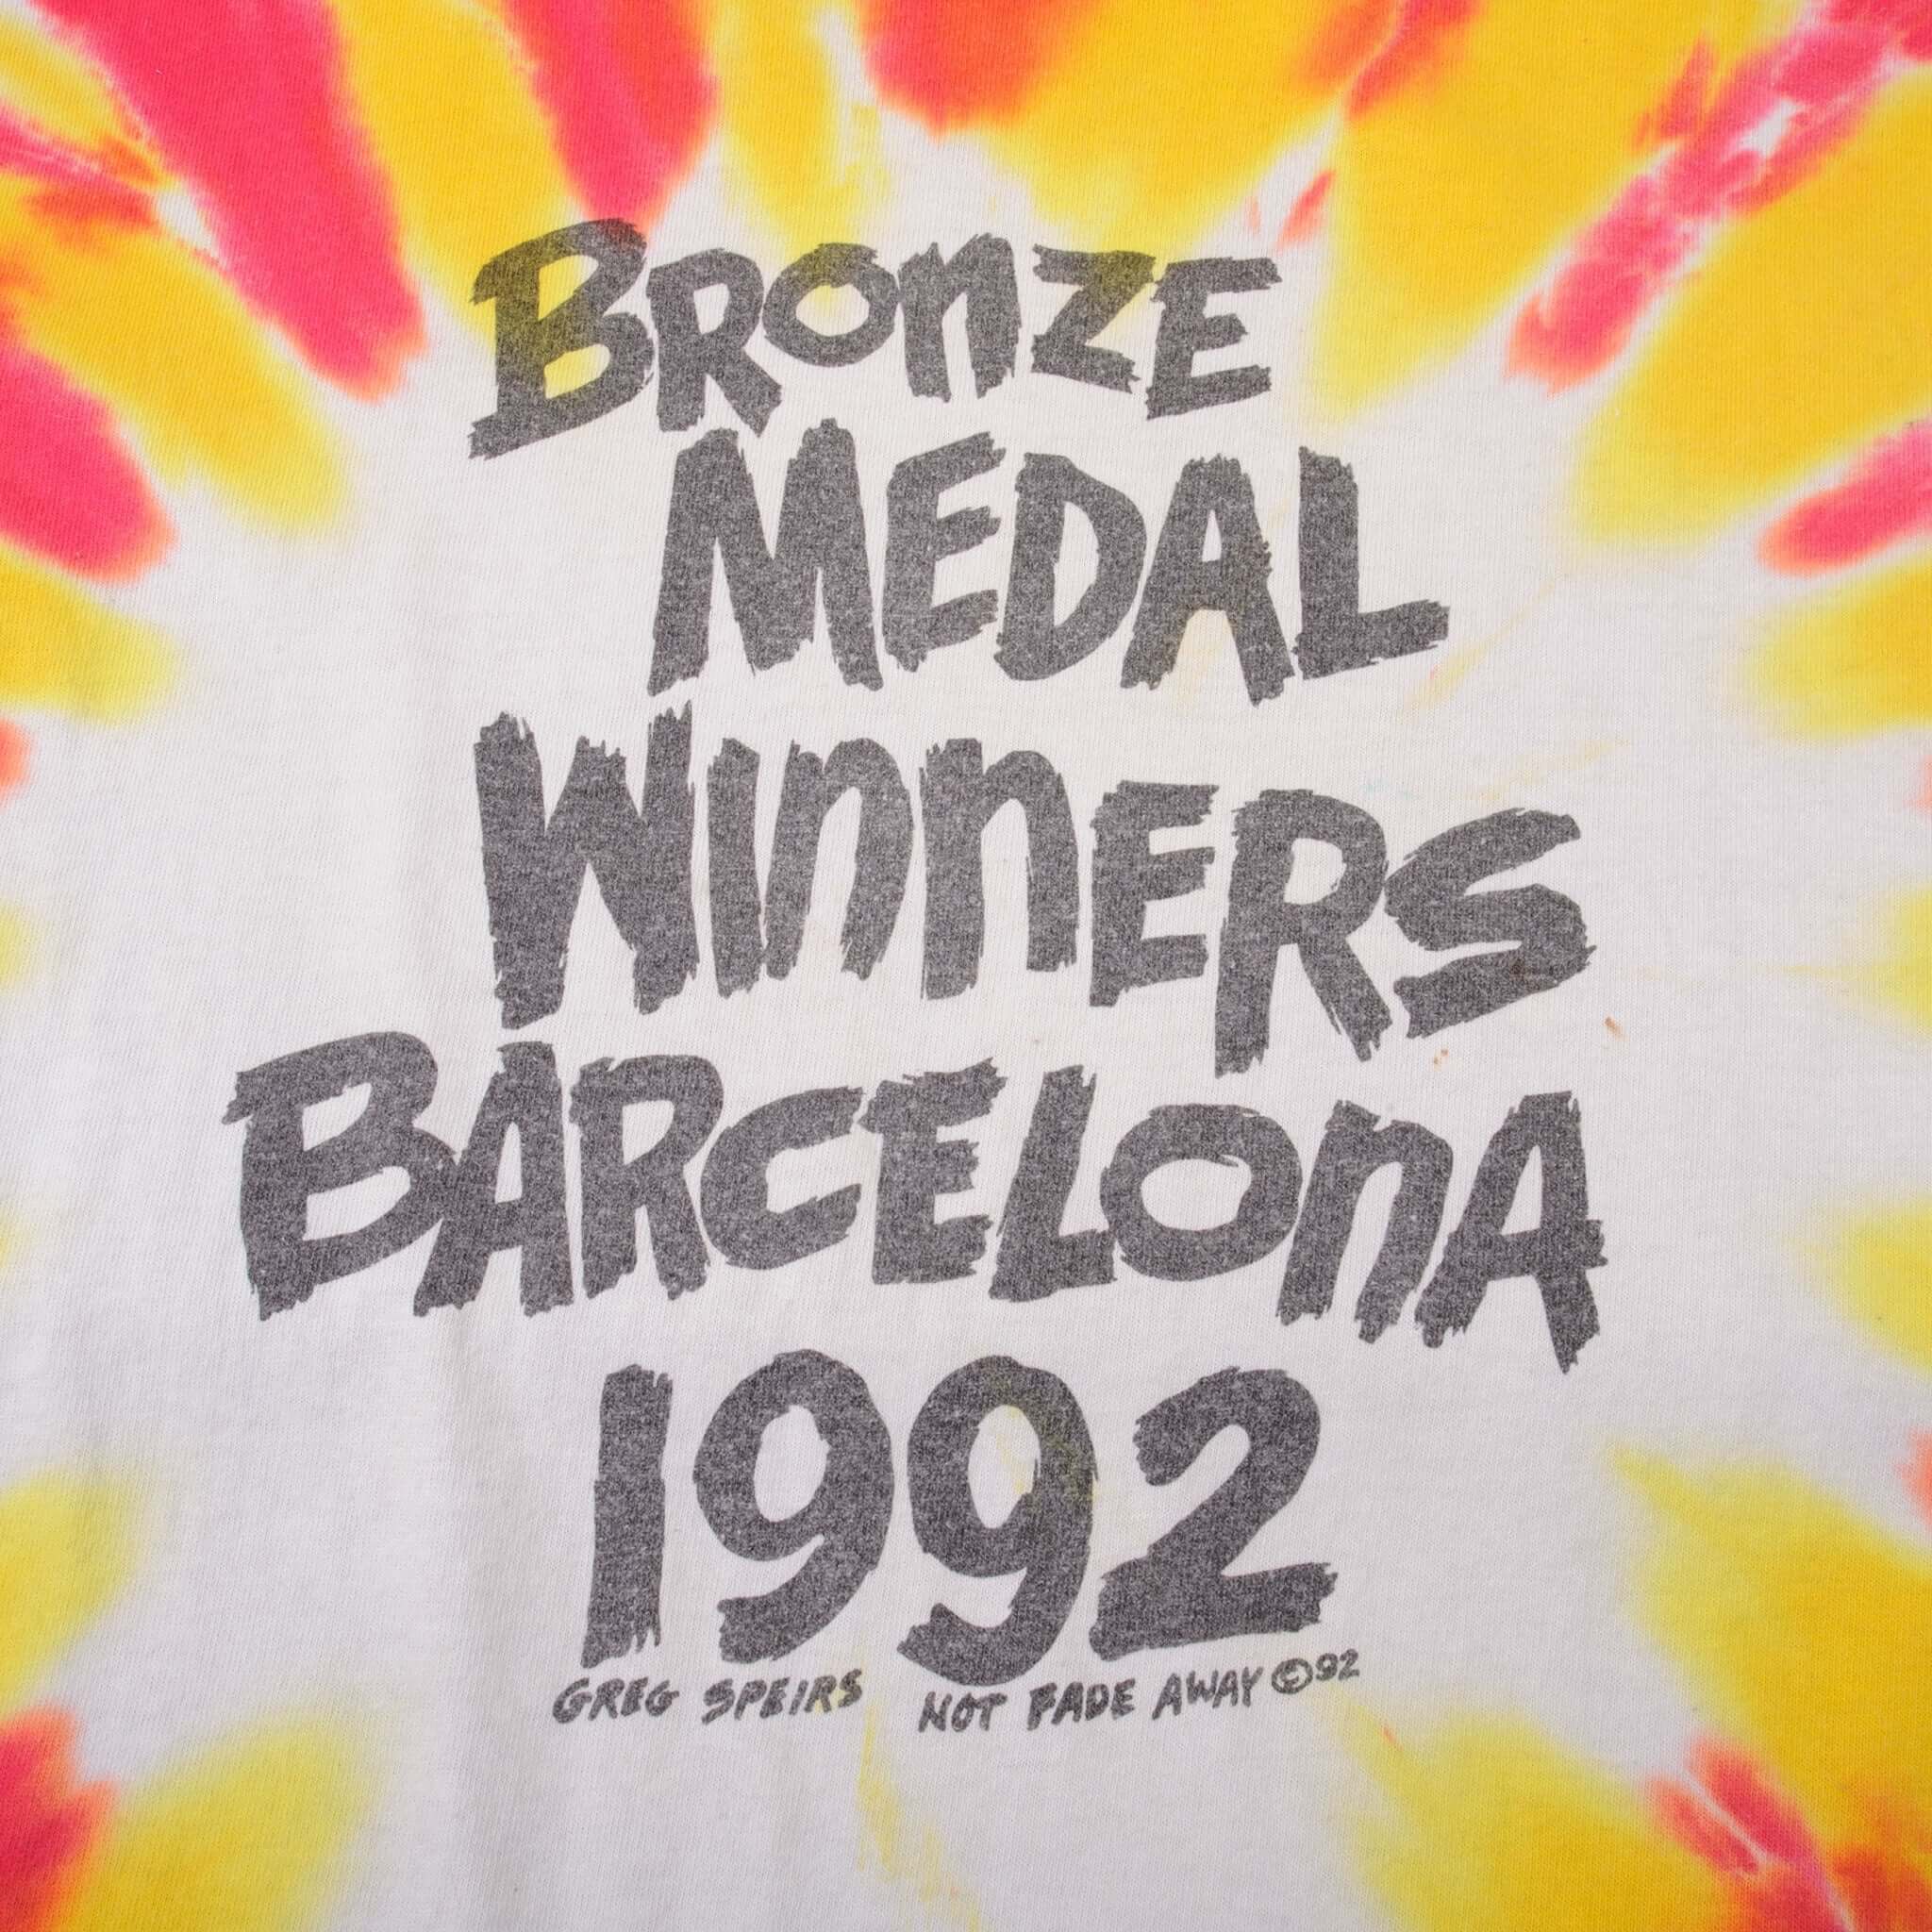 BRONZE
MEDAL
WINNERS
BARCELONA
1992
GREG SPEIRS NOT FADE AWAY ©92